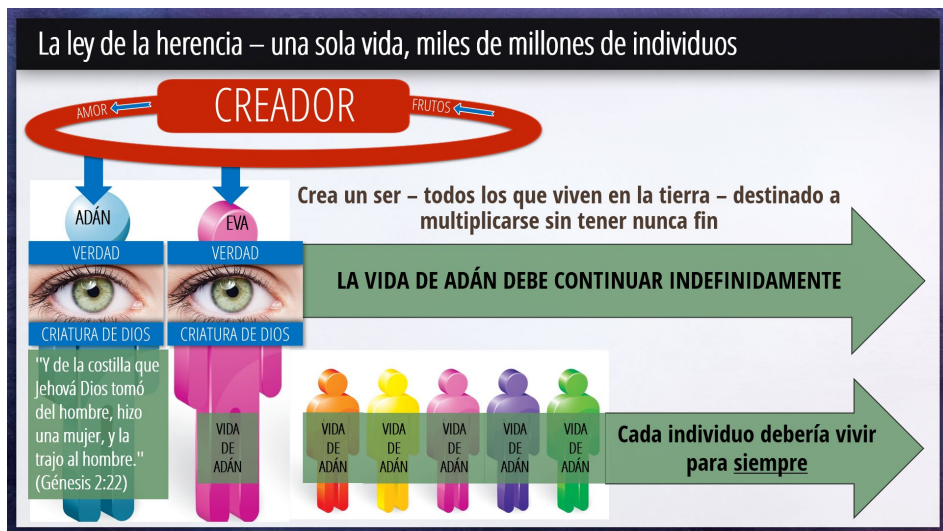 La ley de la herencia – una sola vida, miles de millones de individuos
AMOR
CREADOR
FRUTOS
ADÁN
EVA
Crea un ser – todos los que viven en la tierra – destinado a
multiplicarse sin tener nunca fin
VERDAD
VERDAD
LA VIDA DE ADÁN DEBE CONTINUAR INDEFINIDAMENTE
CRIATURA DE DIOS
CRIATURA DE DIOS
"Y de la costilla que
Jehová Dios tomó
del hombre, hizo
una mujer, y la
trajo al hombre."
(Génesis 2:22)
VIDA
DE
ADÁN
VIDA
DE
ADÁN
VIDA
DE
ADÁN
VIDA
DE
ADÁN
VIDA
DE
ADÁN
VIDA
DE
ADÁN
Cada individuo debería vivir
para siempre